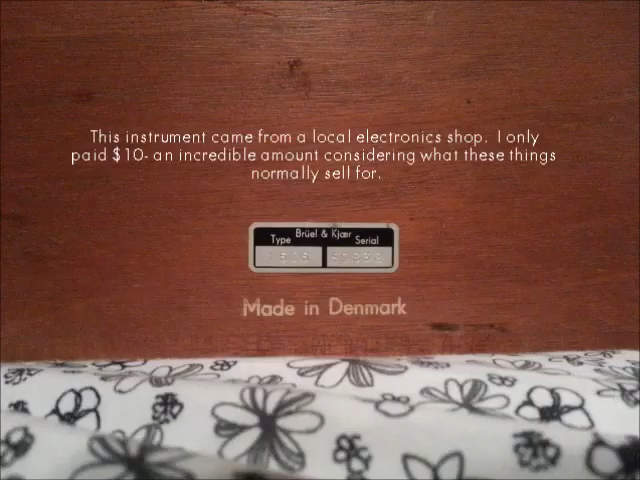 This instrument came from a local electronics shop. I only
paid $10- an incredible amount considering what these things
normally sell for.
Brüel & Kjær
Type Serial
Made in Denmark